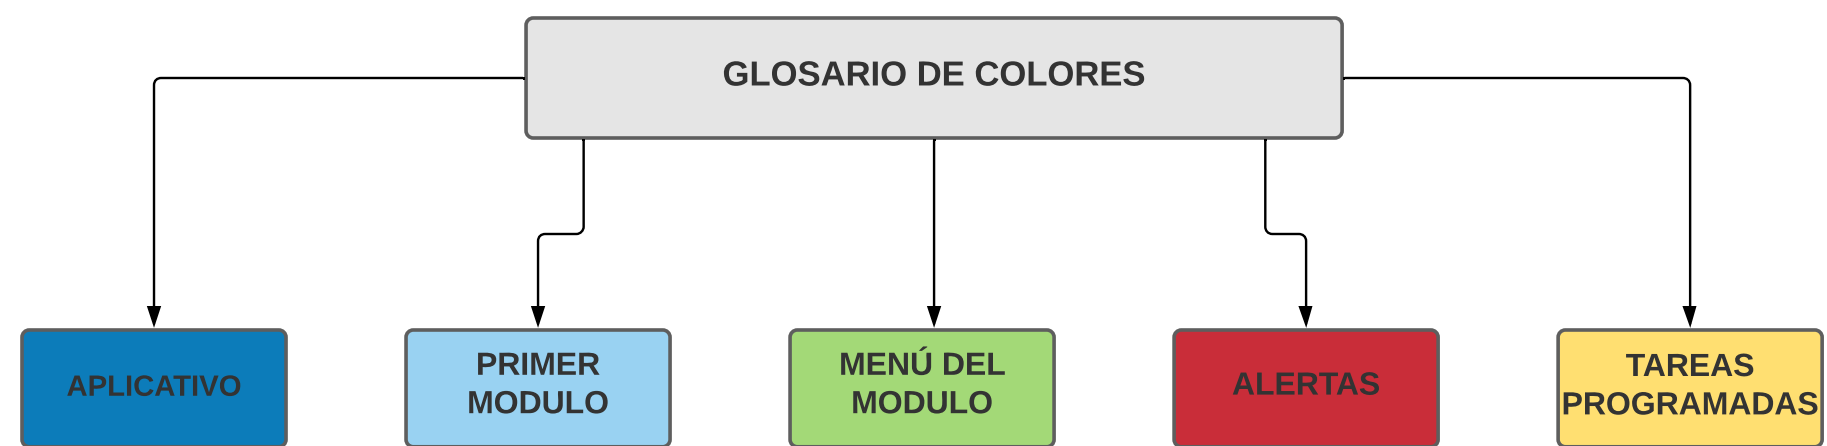 GLOSARIO DE COLORES
APLICATIVO
PRIMER
MODULO
MENÚ DEL
MODULO
ALERTAS
TAREAS
PROGRAMADAS